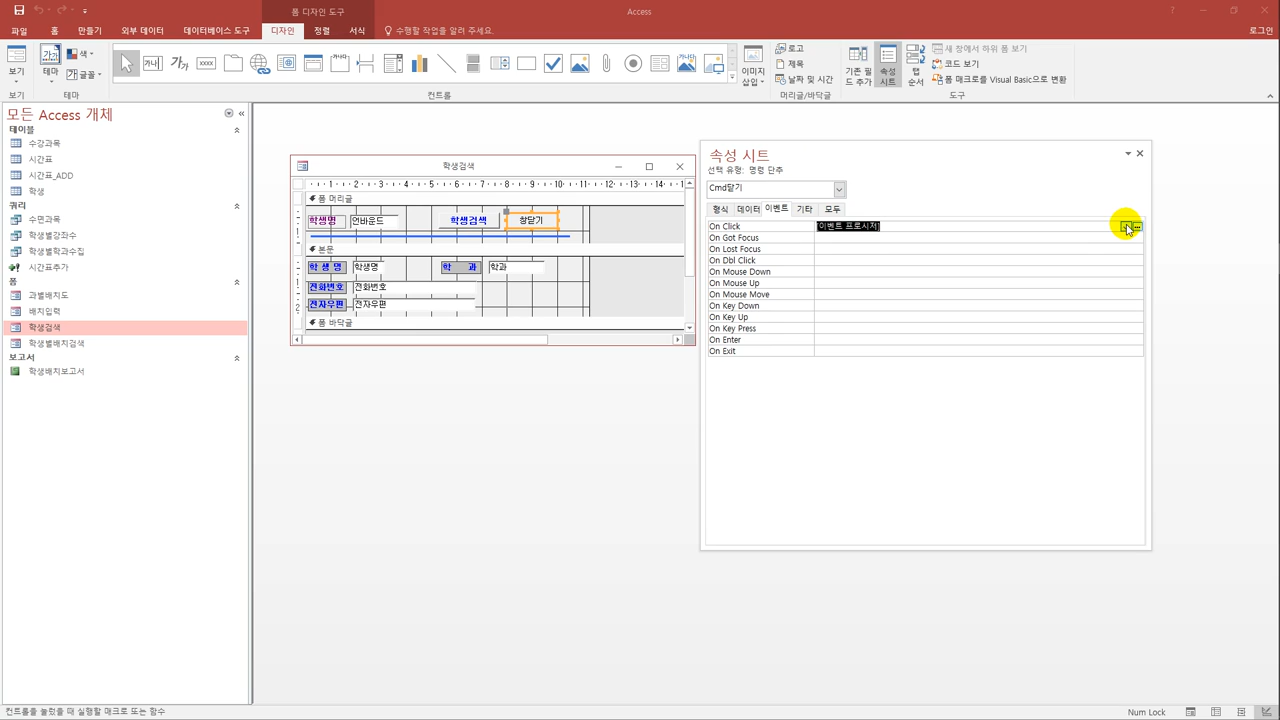 폼 디자인 도구
Access
파일
홈
만들기
외부 데이터
데이터베이스 도구
디자인
정렬
서식
수행할 작업을 알려 주세요.
로그인
보기
테마
색
글꼴
가나
가나
xxxx
이미지
삽입
로고
제목
날짜 및 시간
기존 필
드 추가
속성
시트
탭
순서
새 창에서 하위 폼 보기
코드 보기
폼 매크로를 Visual Basic으로 변환
보기
테마
컨트롤
머리글/바닥글
도구
모든 Access 개체
테이블
수강과목
시간표
시간표_ADD
학생
쿼리
수면과목
학생별강좌수
학생별학과수집
시간표추가
폼
과별배치도
배치입력
학생검색
학생별배치검색
보고서
학생배치보고서
학생검색
폼 머리글
학생명
언바운드
학생검색
창닫기
본문
학 생 명
학생명
학 과
학과
전화번호
전화번호
전자우편
전자우편
폼 바닥글
속성 시트
선택 유형: 명령 단추
Cmd닫기
형식
데이터
이벤트
기타
모두
On Click
[이벤트 프로시저]
On Got Focus
On Lost Focus
On Dbl Click
On Mouse Down
On Mouse Up
On Mouse Move
On Key Down
On Key Up
On Key Press
On Enter
On Exit
컨트롤을 눌렀을 때 실행할 매크로 또는 함수
Num Lock